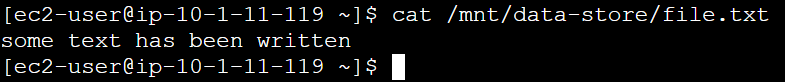 [ec2-user@ip-10-1-11-119 ~]$ cat /mnt/data-store/file.txt
some text has been written
[ec2-user@ip-10-1-11-119 ~]$